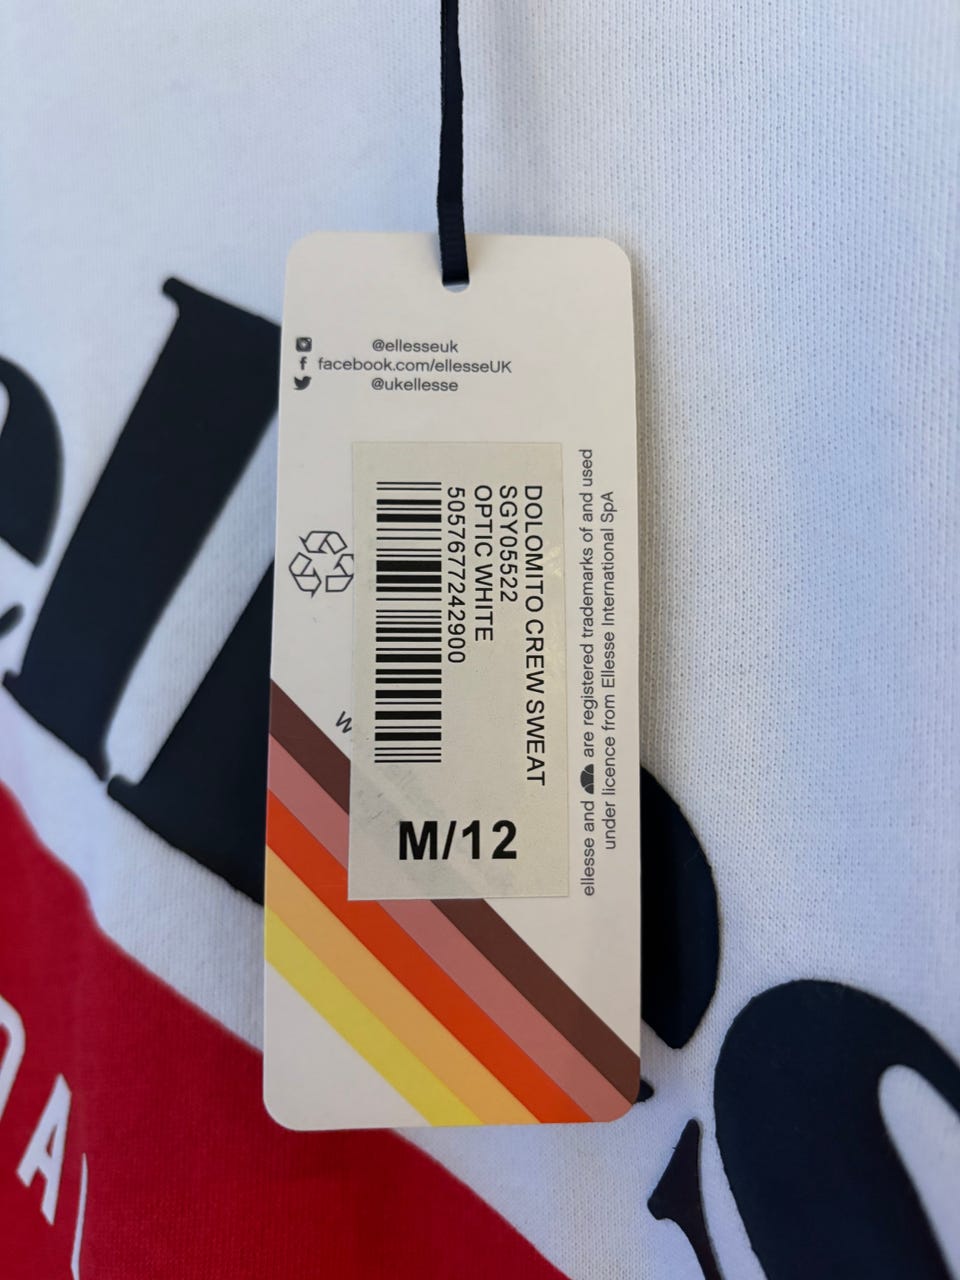 @ellesseuk
facebook.com/ellesseUK
@ukellesse
DOLOMITO CREW SWEAT
SGY05522
OPTIC WHITE
5057677242900
M/12
ellesse and are registered trademarks of and used
under licence from Ellesse International SpA
W